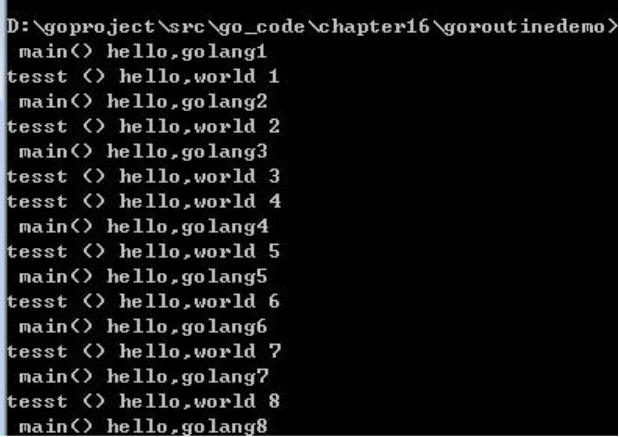 D:\goproject\src\go_code\chapter16\goroutinedemo>
main() hello,golang1
tesst () hello,world 1
main() hello,golang2
tesst () hello,world 2
main() hello,golang3
tesst () hello,world 3
tesst () hello,world 4
main() hello,golang4
tesst () hello,world 5
main() hello,golang5
tesst () hello,world 6
main() hello,golang6
tesst () hello,world 7
main() hello,golang7
tesst () hello,world 8
main() hello,golang8